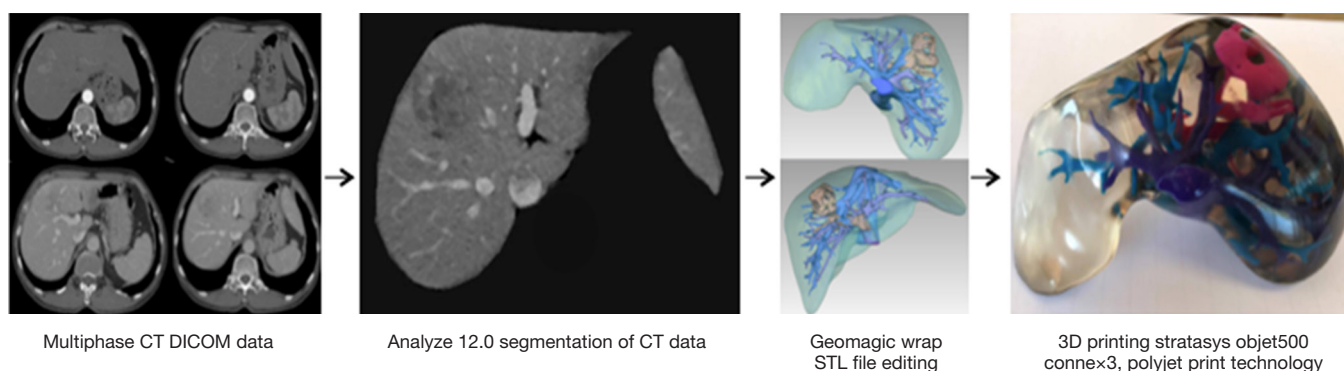 Multiphase CT DICOM data
Analyze 12.0 segmentation of CT data
Geomagic wrap
STL file editing
3D printing stratasys objet500
conne×3, polyjet print technology